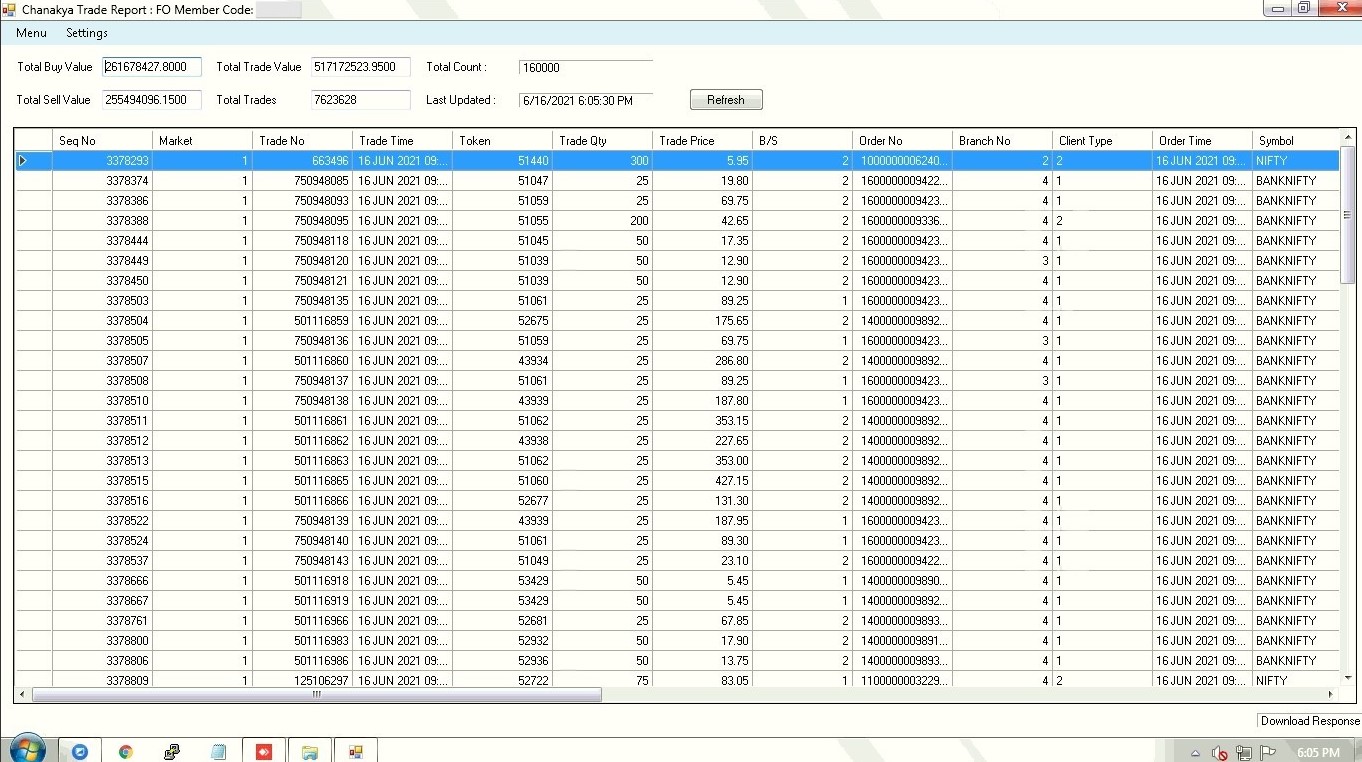 Chanakya Trade Report : FO Member Code:
Menu Settings
Total Buy Value 261678427.8000 Total Trade Value 517172523.9500 Total Count : 160000
Total Sell Value 255494096.1500 Total Trades 7623628 Last Updated : 6/16/2021 6:05:30 PM Refresh
Seq No Market Trade No Trade Time Token Trade Qty Trade Price B/S Order No Branch No Client Type Order Time Symbol
3378293 1 663496 16 JUN 2021 09:... 51440 300 5.95 2 1000000006240... 2 2 16 JUN 2021 09:... NIFTY
3378374 1 750948085 16 JUN 2021 09:... 51047 25 19.80 2 1600000009422... 4 1 16 JUN 2021 09:... BANKNIFTY
3378386 1 750948093 16 JUN 2021 09:... 51059 25 69.75 2 1600000009423... 4 1 16 JUN 2021 09:... BANKNIFTY
3378388 1 750948095 16 JUN 2021 09:... 51055 200 42.65 2 1600000009336... 4 2 16 JUN 2021 09:... BANKNIFTY
3378444 1 750948118 16 JUN 2021 09:... 51045 50 17.35 2 1600000009423... 4 1 16 JUN 2021 09:... BANKNIFTY
3378449 1 750948120 16 JUN 2021 09:... 51039 50 12.90 2 1600000009423... 3 1 16 JUN 2021 09:... BANKNIFTY
3378450 1 750948121 16 JUN 2021 09:... 51039 50 12.90 2 1600000009423... 4 1 16 JUN 2021 09:... BANKNIFTY
3378503 1 750948135 16 JUN 2021 09:... 51061 25 89.25 1 1600000009423... 4 1 16 JUN 2021 09:... BANKNIFTY
3378504 1 501116859 16 JUN 2021 09:... 52675 25 175.65 2 1400000009892... 4 1 16 JUN 2021 09:... BANKNIFTY
3378505 1 750948136 16 JUN 2021 09:... 51059 25 69.75 1 1600000009423... 3 1 16 JUN 2021 09:... BANKNIFTY
3378507 1 501116860 16 JUN 2021 09:... 43934 25 286.80 2 1400000009892... 4 1 16 JUN 2021 09:... BANKNIFTY
3378508 1 750948137 16 JUN 2021 09:... 51061 25 89.25 1 1600000009423... 3 1 16 JUN 2021 09:... BANKNIFTY
3378510 1 750948138 16 JUN 2021 09:... 43939 25 187.80 1 1600000009423... 4 1 16 JUN 2021 09:... BANKNIFTY
3378511 1 501116861 16 JUN 2021 09:... 51062 25 353.15 2 1400000009892... 4 1 16 JUN 2021 09:... BANKNIFTY
3378512 1 501116862 16 JUN 2021 09:... 43938 25 227.65 2 1400000009892... 4 1 16 JUN 2021 09:... BANKNIFTY
3378513 1 501116863 16 JUN 2021 09:... 51062 25 353.00 2 1400000009892... 4 1 16 JUN 2021 09:... BANKNIFTY
3378515 1 501116865 16 JUN 2021 09:... 51060 25 427.15 2 1400000009892... 4 1 16 JUN 2021 09:... BANKNIFTY
3378516 1 501116866 16 JUN 2021 09:... 52677 25 131.30 2 1400000009892... 4 1 16 JUN 2021 09:... BANKNIFTY
3378522 1 750948139 16 JUN 2021 09:... 43939 25 187.95 1 1600000009423... 4 1 16 JUN 2021 09:... BANKNIFTY
3378524 1 750948140 16 JUN 2021 09:... 51061 25 89.30 1 1600000009423... 4 1 16 JUN 2021 09:... BANKNIFTY
3378537 1 750948143 16 JUN 2021 09:... 51049 25 23.10 2 1600000009422... 4 1 16 JUN 2021 09:... BANKNIFTY
3378666 1 501116918 16 JUN 2021 09:... 53429 50 5.45 1 1400000009890... 4 1 16 JUN 2021 09:... BANKNIFTY
3378667 1 501116919 16 JUN 2021 09:... 53429 50 5.45 1 1400000009892... 4 1 16 JUN 2021 09:... BANKNIFTY
3378761 1 501116966 16 JUN 2021 09:... 52681 25 67.85 2 1400000009893... 4 1 16 JUN 2021 09:... BANKNIFTY
3378800 1 501116983 16 JUN 2021 09:... 52932 50 17.90 2 1400000009891... 4 1 16 JUN 2021 09:... BANKNIFTY
3378806 1 501116986 16 JUN 2021 09:... 52936 50 13.75 2 1400000009893... 4 1 16 JUN 2021 09:... BANKNIFTY
3378809 1 125106297 16 JUN 2021 09:... 52722 75 83.05 1 1100000003229... 4 2 16 JUN 2021 09:... NIFTY
Download Response
6:05 PM